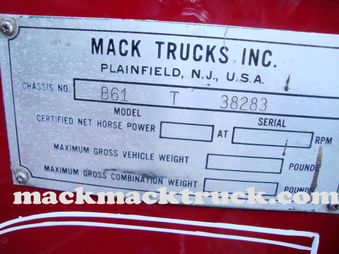 MACK TRUCKS INC.
PLAINFIELD, N.J., U.S.A.
CHASSIS NO. B61 T 38283
MODEL SERIAL
CERTIFIED NET HORSE POWER AT RPM
MAXIMUM GROSS VEHICLE WEIGHT POUNDS
MAXIMUM GROSS COMBINATION WEIGHT POUNDS
mackmacktruck.com